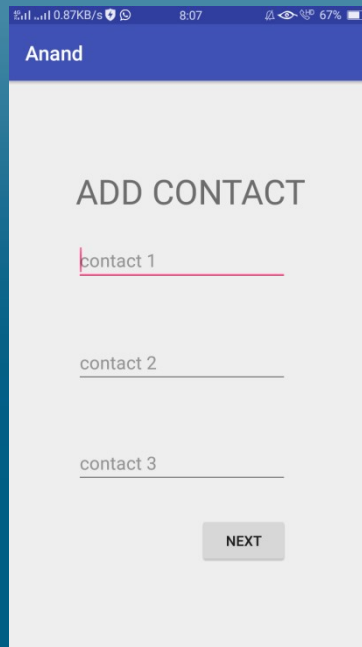 0.87KB/s 8:07 67%
Anand
ADD CONTACT
contact 1
contact 2
contact 3
NEXT